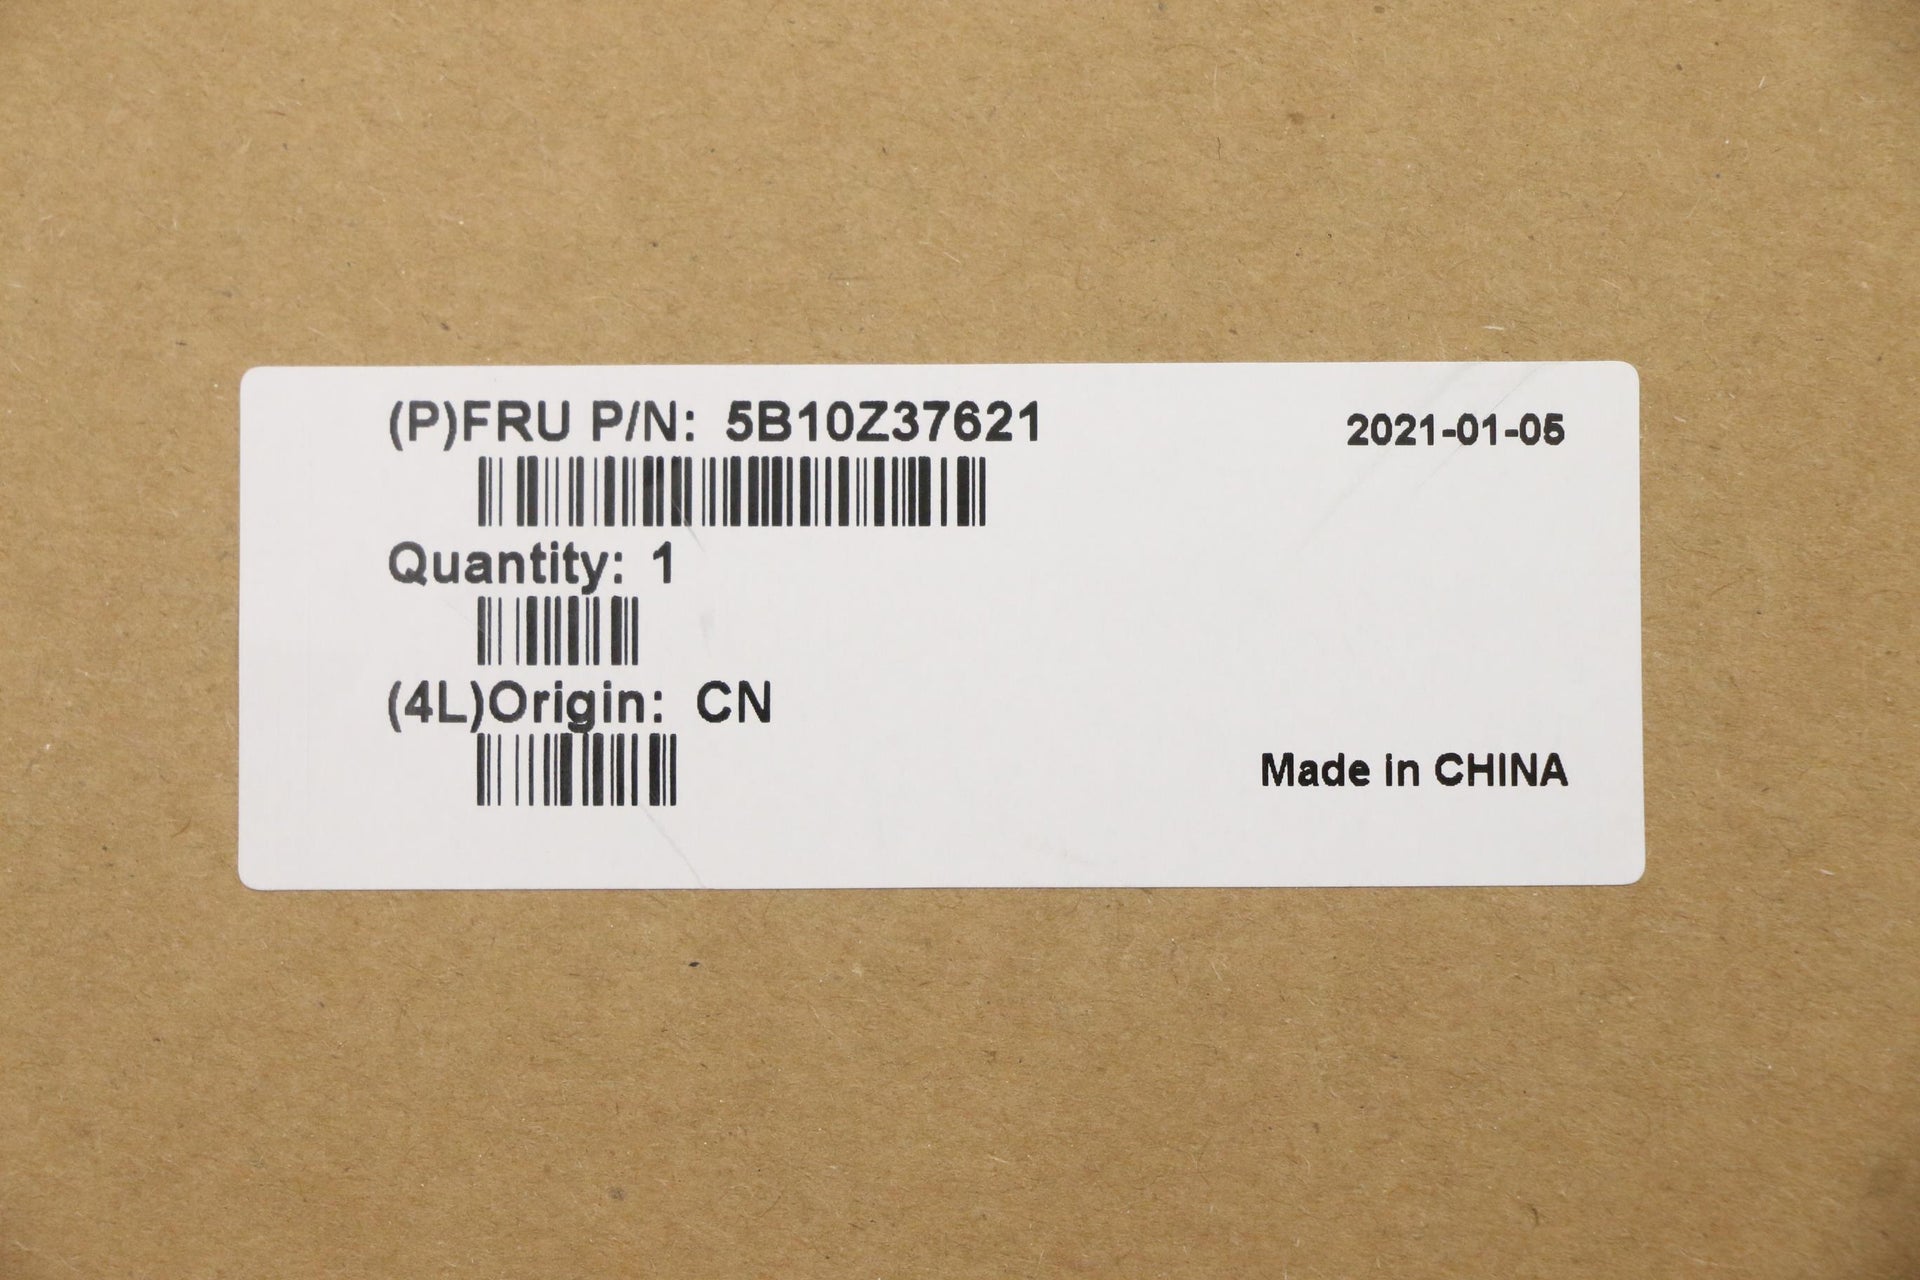 (P)FRU P/N: 5B10Z37621
2021-01-05
Quantity: 1
(4L)Origin: CN
Made in CHINA